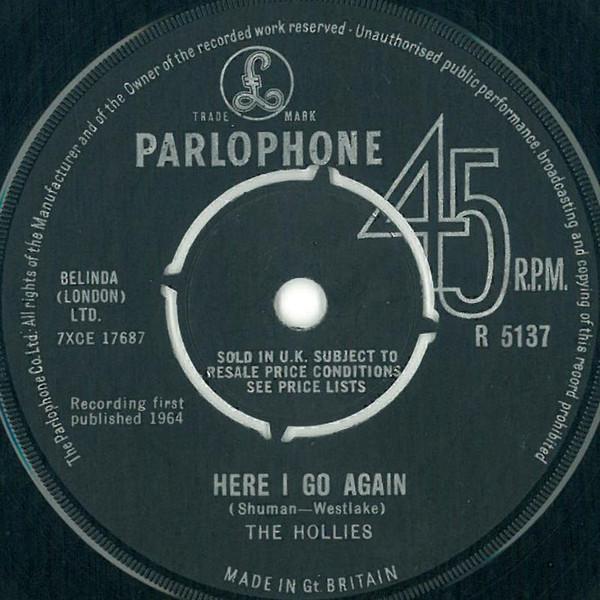 The Parlophone Co. Ltd. All rights of the Manufacturer and of the Owner of the recorded work reserved - Unauthorised public performance, broadcasting and copying of this record prohibited
£
TRADE MARK
PARLOPHONE
45 R.P.M.
BELINDA
(LONDON)
LTD.
7XCE 17687
R 5137
SOLD IN U.K. SUBJECT TO
RESALE PRICE CONDITIONS
SEE PRICE LISTS
Recording first
published 1964
HERE I GO AGAIN
(Shuman—Westlake)
THE HOLLIES
MADE IN Gt. BRITAIN